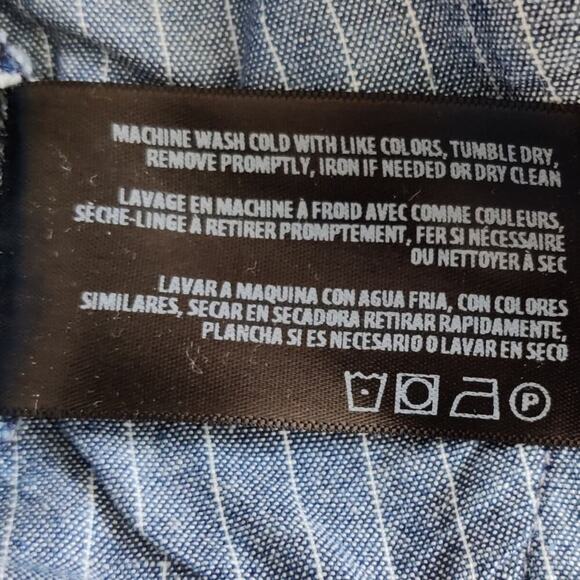 MACHINE WASH COLD WITH LIKE COLORS, TUMBLE DRY,
REMOVE PROMPTLY, IRON IF NEEDED OR DRY CLEAN
LAVAGE EN MACHINE À FROID AVEC COMME COULEURS,
SÈCHE-LINGE À RETIRER PROMPTEMENT, FER SI NÉCESSAIRE
OU NETTOYER À SEC
LAVAR A MAQUINA CON AGUA FRIA, CON COLORES
SIMILARES, SECAR EN SECADORA RETIRAR RAPIDAMENTE,
PLANCHA SI ES NECESARIO O LAVAR EN SECO
P